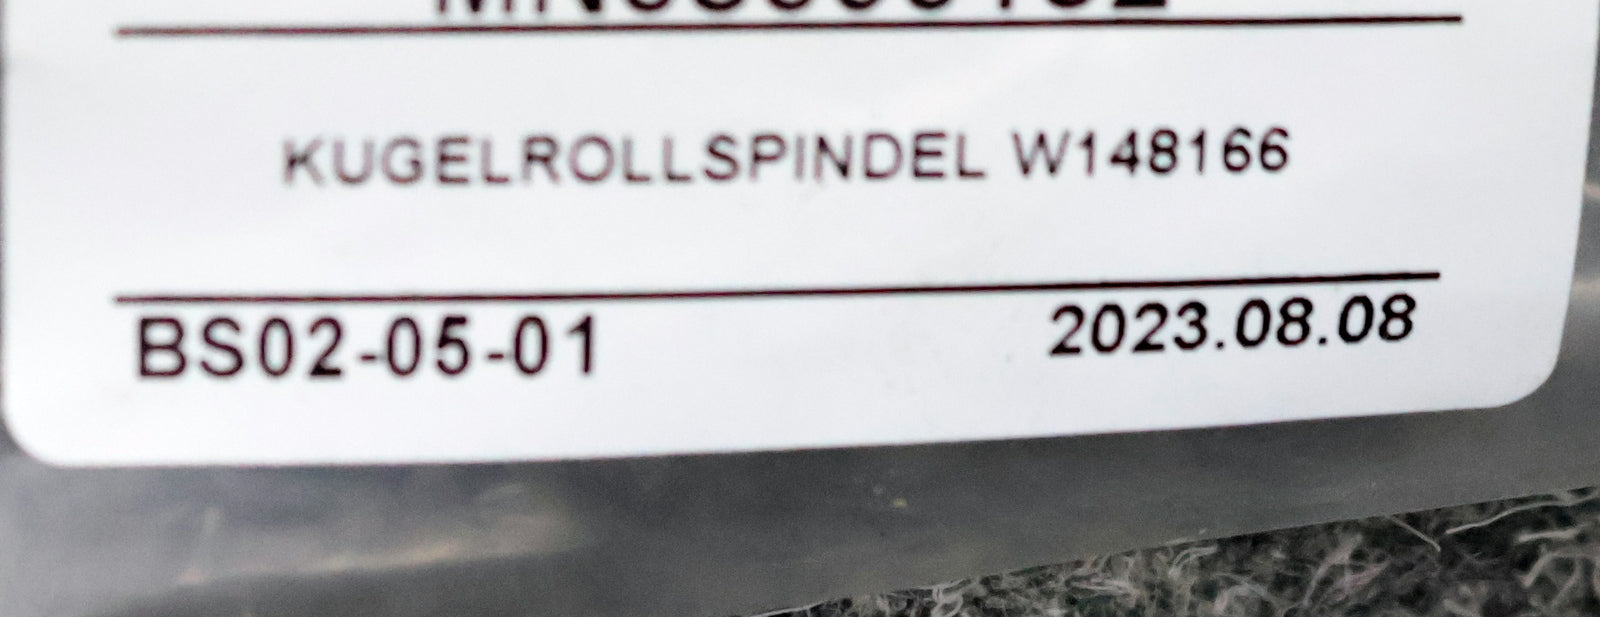 KUGELROLLSPINDEL W148166
BS02-05-01 2023.08.08